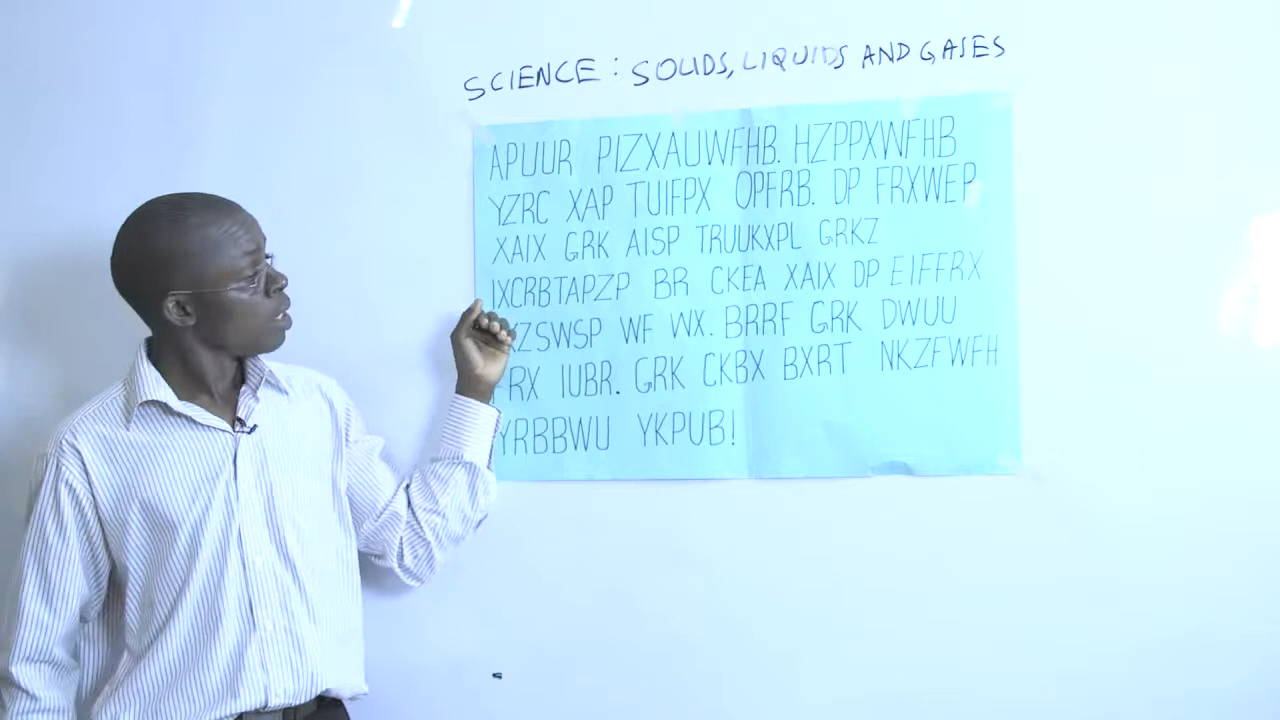 SCIENCE: SOLIDS, LIQUIDS AND GASES
APUUR PIZXAUWFHB. HZPPXWFHB
YZRC XAP TUIFPX OPFRB. DP FRXWEP
XAIX GRK AISP TRUUKXPL GRKZ
IXCRBTAPZP BR CKEA XAIX DP EIFFRX
WF WX. BRRF GRK DWUU
IUBR. GRK CKBX BXRT NKZFWFH
YRBBWU YKPUB!